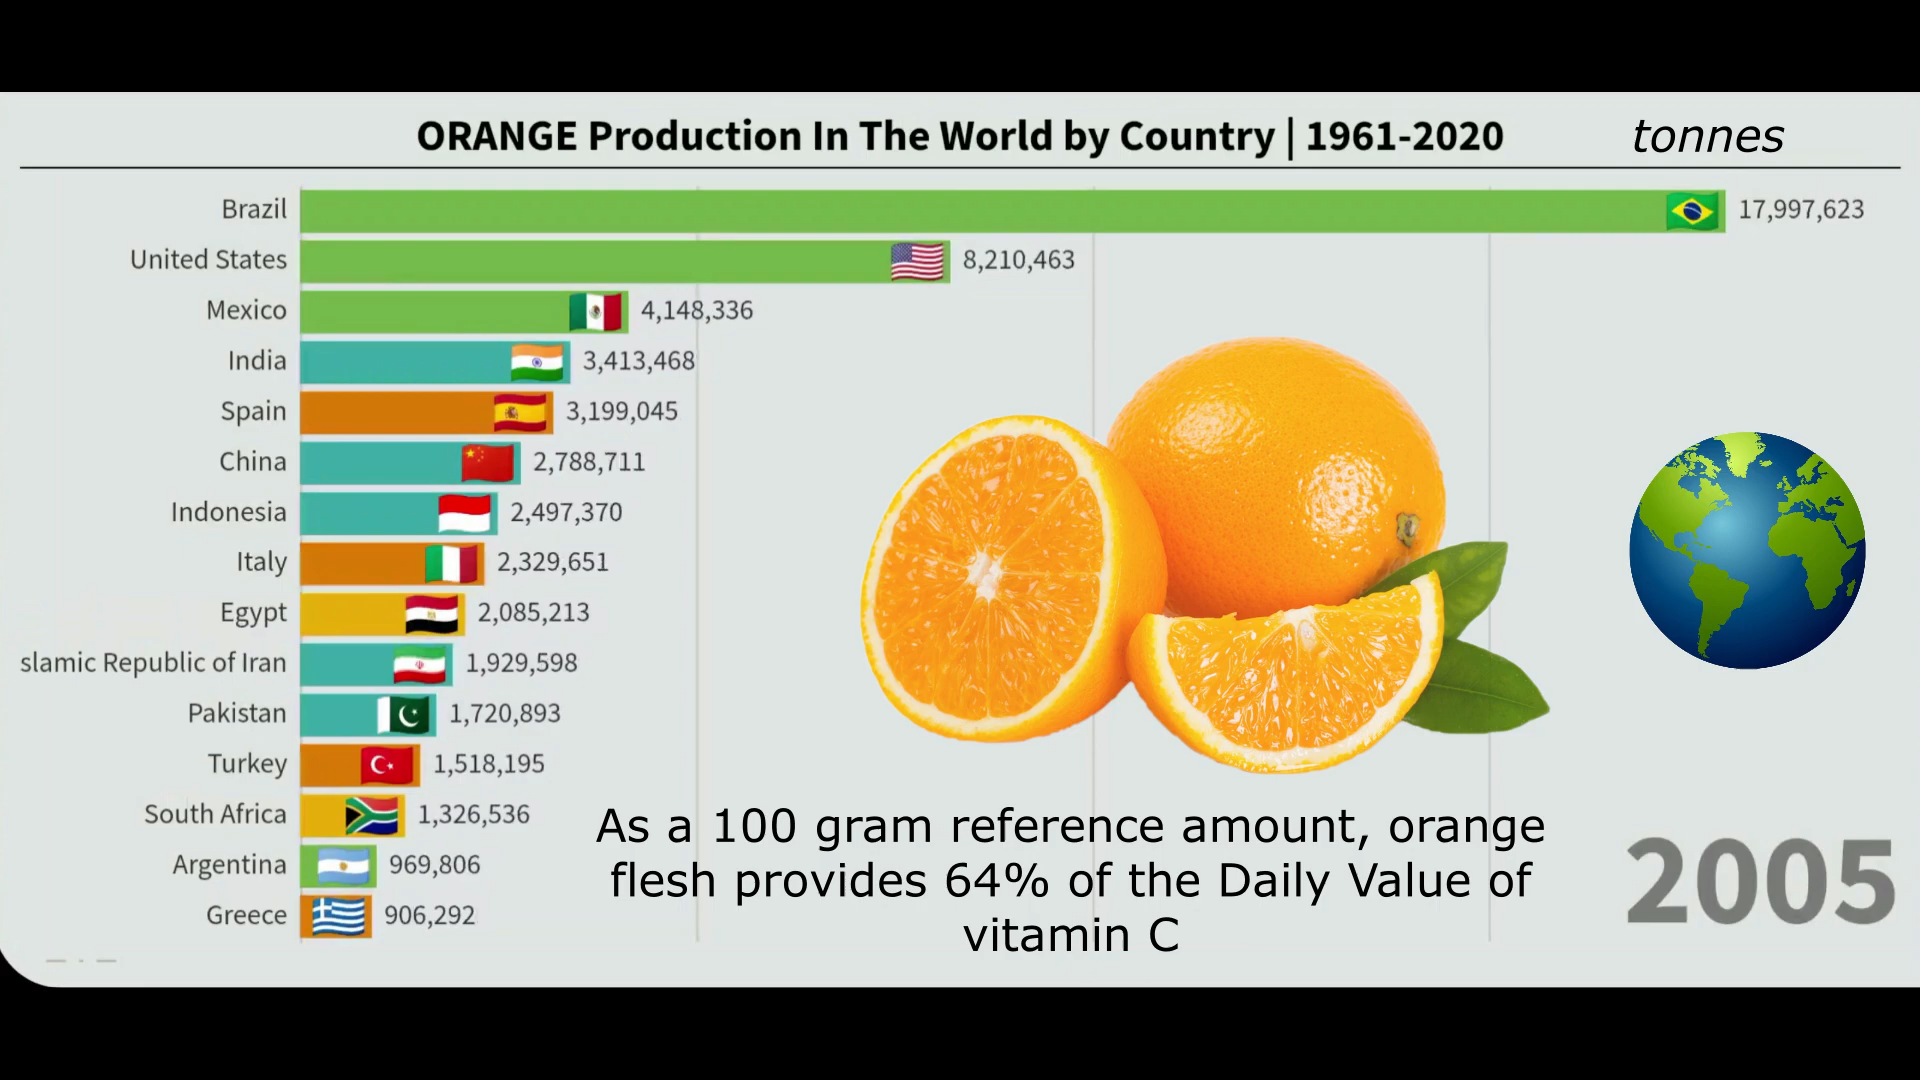 ORANGE Production In The World by Country | 1961-2020 tonnes
Brazil 17,997,623
United States 8,210,463
Mexico 4,148,336
India 3,413,468
Spain 3,199,045
China 2,788,711
Indonesia 2,497,370
Italy 2,329,651
Egypt 2,085,213
slamic Republic of Iran 1,929,598
Pakistan 1,720,893
Turkey 1,518,195
South Africa 1,326,536
Argentina 969,806
Greece 906,292
As a 100 gram reference amount, orange
flesh provides 64% of the Daily Value of
vitamin C
2005